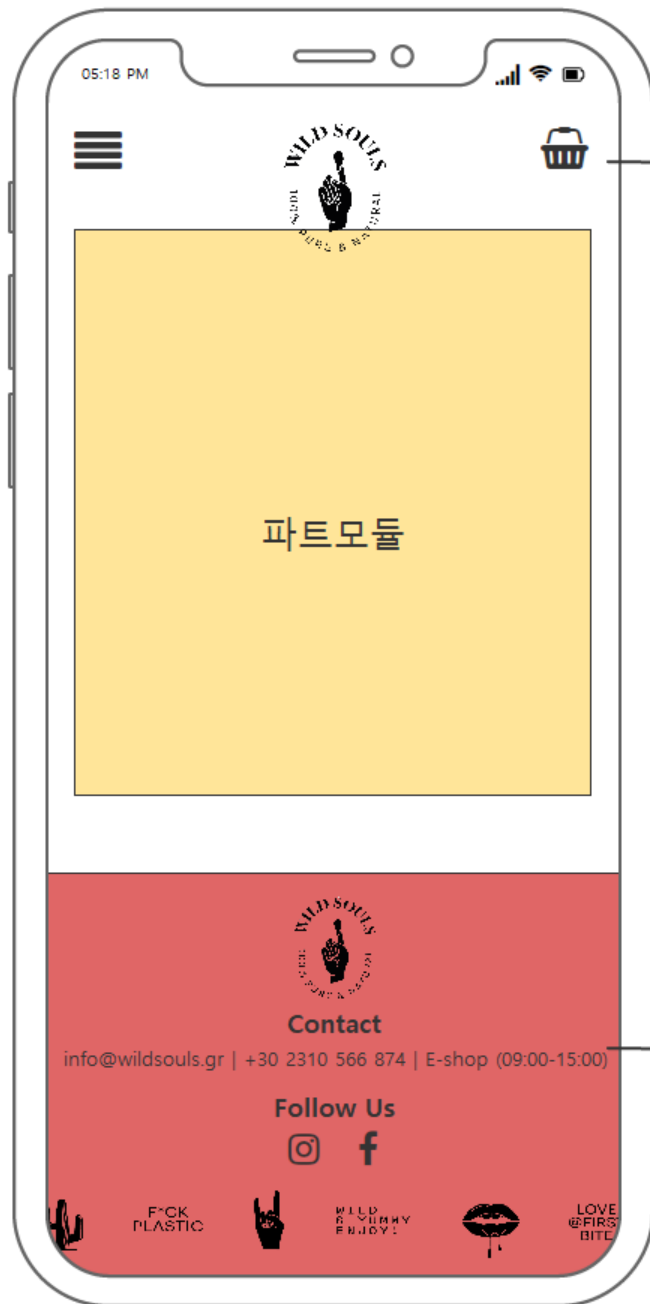 05:18 PM
WILD SOULS
& NATURAL
파트모듈
WILD SOULS
Contact
info@wildsouls.gr | +30 2310 566 874 | E-shop (09:00-15:00)
Follow Us
F*CK
PLASTIC
WILD
& YUMMY
ENJOY!
LOVE
@FIRST
BITE